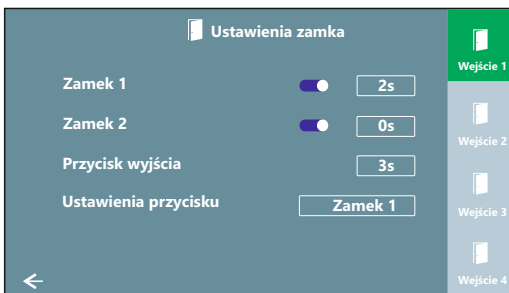 Ustawienia zamka
Zamek 1
2s
Zamek 2
0s
Przycisk wyjścia
3s
Ustawienia przycisku
Zamek 1
Wejście 1
Wejście 2
Wejście 3
Wejście 4